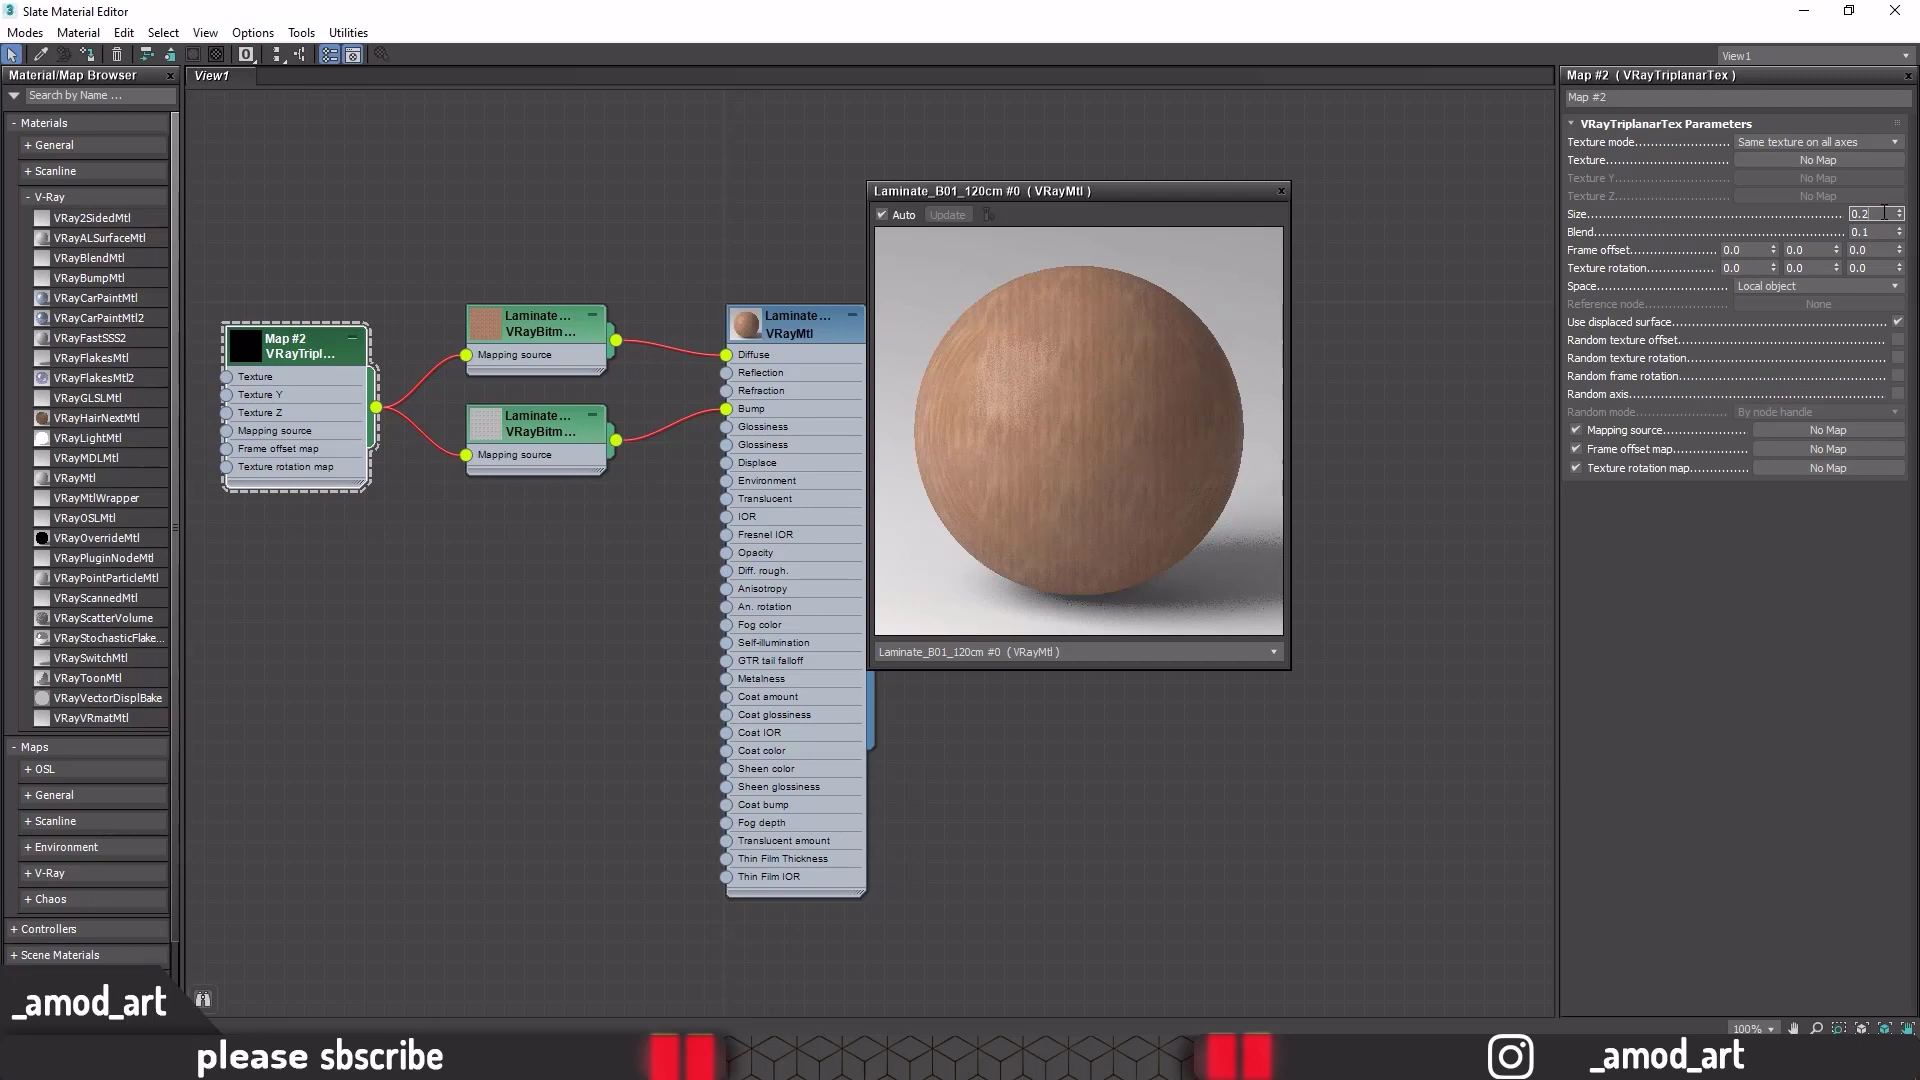 Slate Material Editor
Modes Material Edit Select View Options Tools Utilities
View1
Material/Map Browser
Search by Name ...
- Materials
+ General
+ Scanline
- V-Ray
VRay2SidedMtl
VRayALSurfaceMtl
VRayBlendMtl
VRayBumpMtl
VRayCarPaintMtl
VRayCarPaintMtl2
VRayFastSSS2
VRayFlakesMtl
VRayFlakesMtl2
VRayGLSLMtl
VRayHairNextMtl
VRayLightMtl
VRayMDLMtl
VRayMtl
VRayMtlWrapper
VRayOSLMtl
VRayOverrideMtl
VRayPluginNodeMtl
VRayPointParticleMtl
VRayScannedMtl
VRayScatterVolume
VRayStochasticFlake...
VRaySwitchMtl
VRayToonMtl
VRayVectorDisplBake
VRayVRmatMtl
- Maps
+ OSL
+ General
+ Scanline
+ Environment
+ V-Ray
+ Chaos
+ Controllers
+ Scene Materials
View1
Map #2
VRayTripl...
Texture
Texture Y
Texture Z
Mapping source
Frame offset map
Texture rotation map
Laminate ...
VRayBitm ...
Mapping source
Laminate ...
VRayBitm ...
Mapping source
Laminate ...
VRayMtl
Diffuse
Reflection
Refraction
Bump
Glossiness
Glossiness
Displace
Environment
Translucent
IOR
Fresnel IOR
Opacity
Diff. rough.
Anisotropy
An. rotation
Fog color
Self-illumination
GTR tail falloff
Metalness
Coat amount
Coat glossiness
Coat IOR
Coat color
Sheen color
Sheen glossiness
Coat bump
Fog depth
Translucent amount
Thin Film Thickness
Thin Film IOR
Laminate_B01_120cm #0 ( VRayMtl )
Auto Update
Laminate_B01_120cm #0 ( VRayMtl )
Map #2 ( VRayTriplanarTex )
Map #2
VRayTriplanarTex Parameters
Texture mode Same texture on all axes
Texture No Map
Texture Y No Map
Texture Z No Map
Size 0.2
Blend 0.1
Frame offset 0.0 0.0 0.0
Texture rotation 0.0 0.0 0.0
Space Local object
Reference node None
Use displaced surface
Random texture offset
Random texture rotation
Random frame rotation
Random axis
Random mode By node handle
Mapping source No Map
Frame offset map No Map
Texture rotation map No Map
100%
_amod_art
please sbscribe
_amod_art